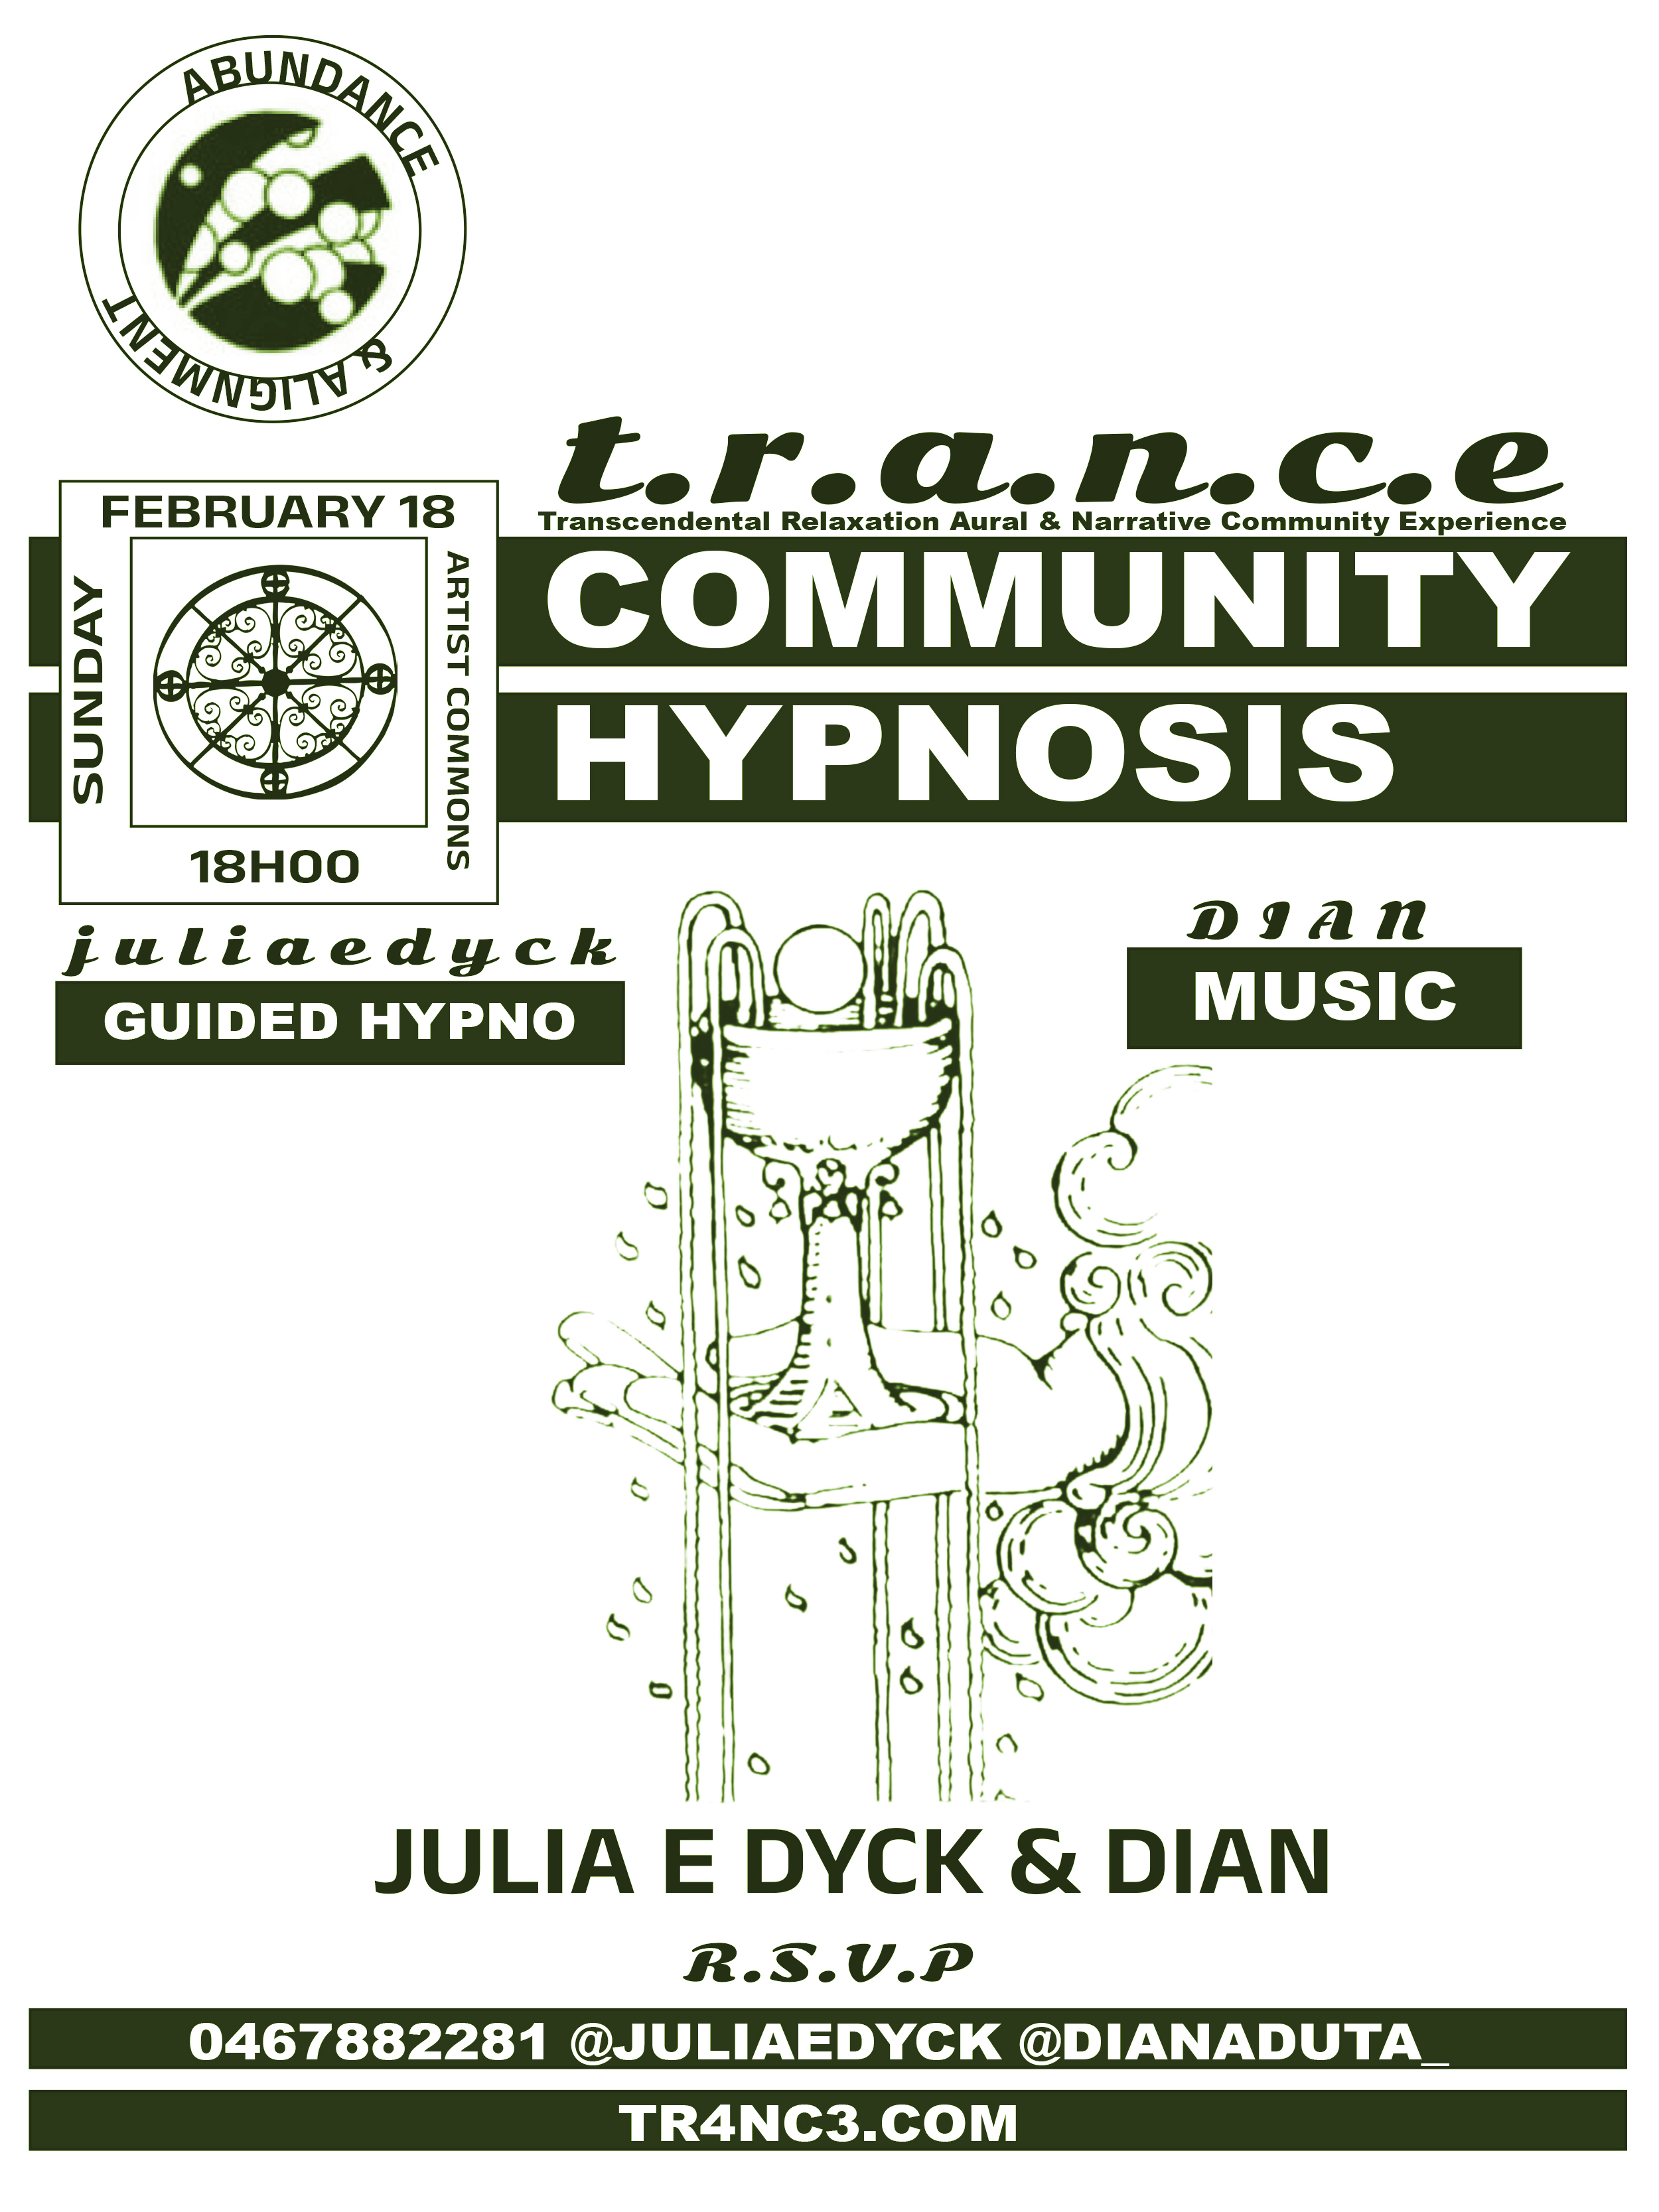 ABUNDANCE
& ALIGNMENT
t.r.a.n.c.e
Transcendental Relaxation Aural & Narrative Community Experience
COMMUNITY
HYPNOSIS
FEBRUARY 18
SUNDAY
ARTIST COMMONS
18H00
juliaedyck
GUIDED HYPNO
DIAN
MUSIC
JULIA E DYCK & DIAN
R.S.V.P
0467882281 @JULIAEDYCK @DIANADUTA_
TR4NC3.COM